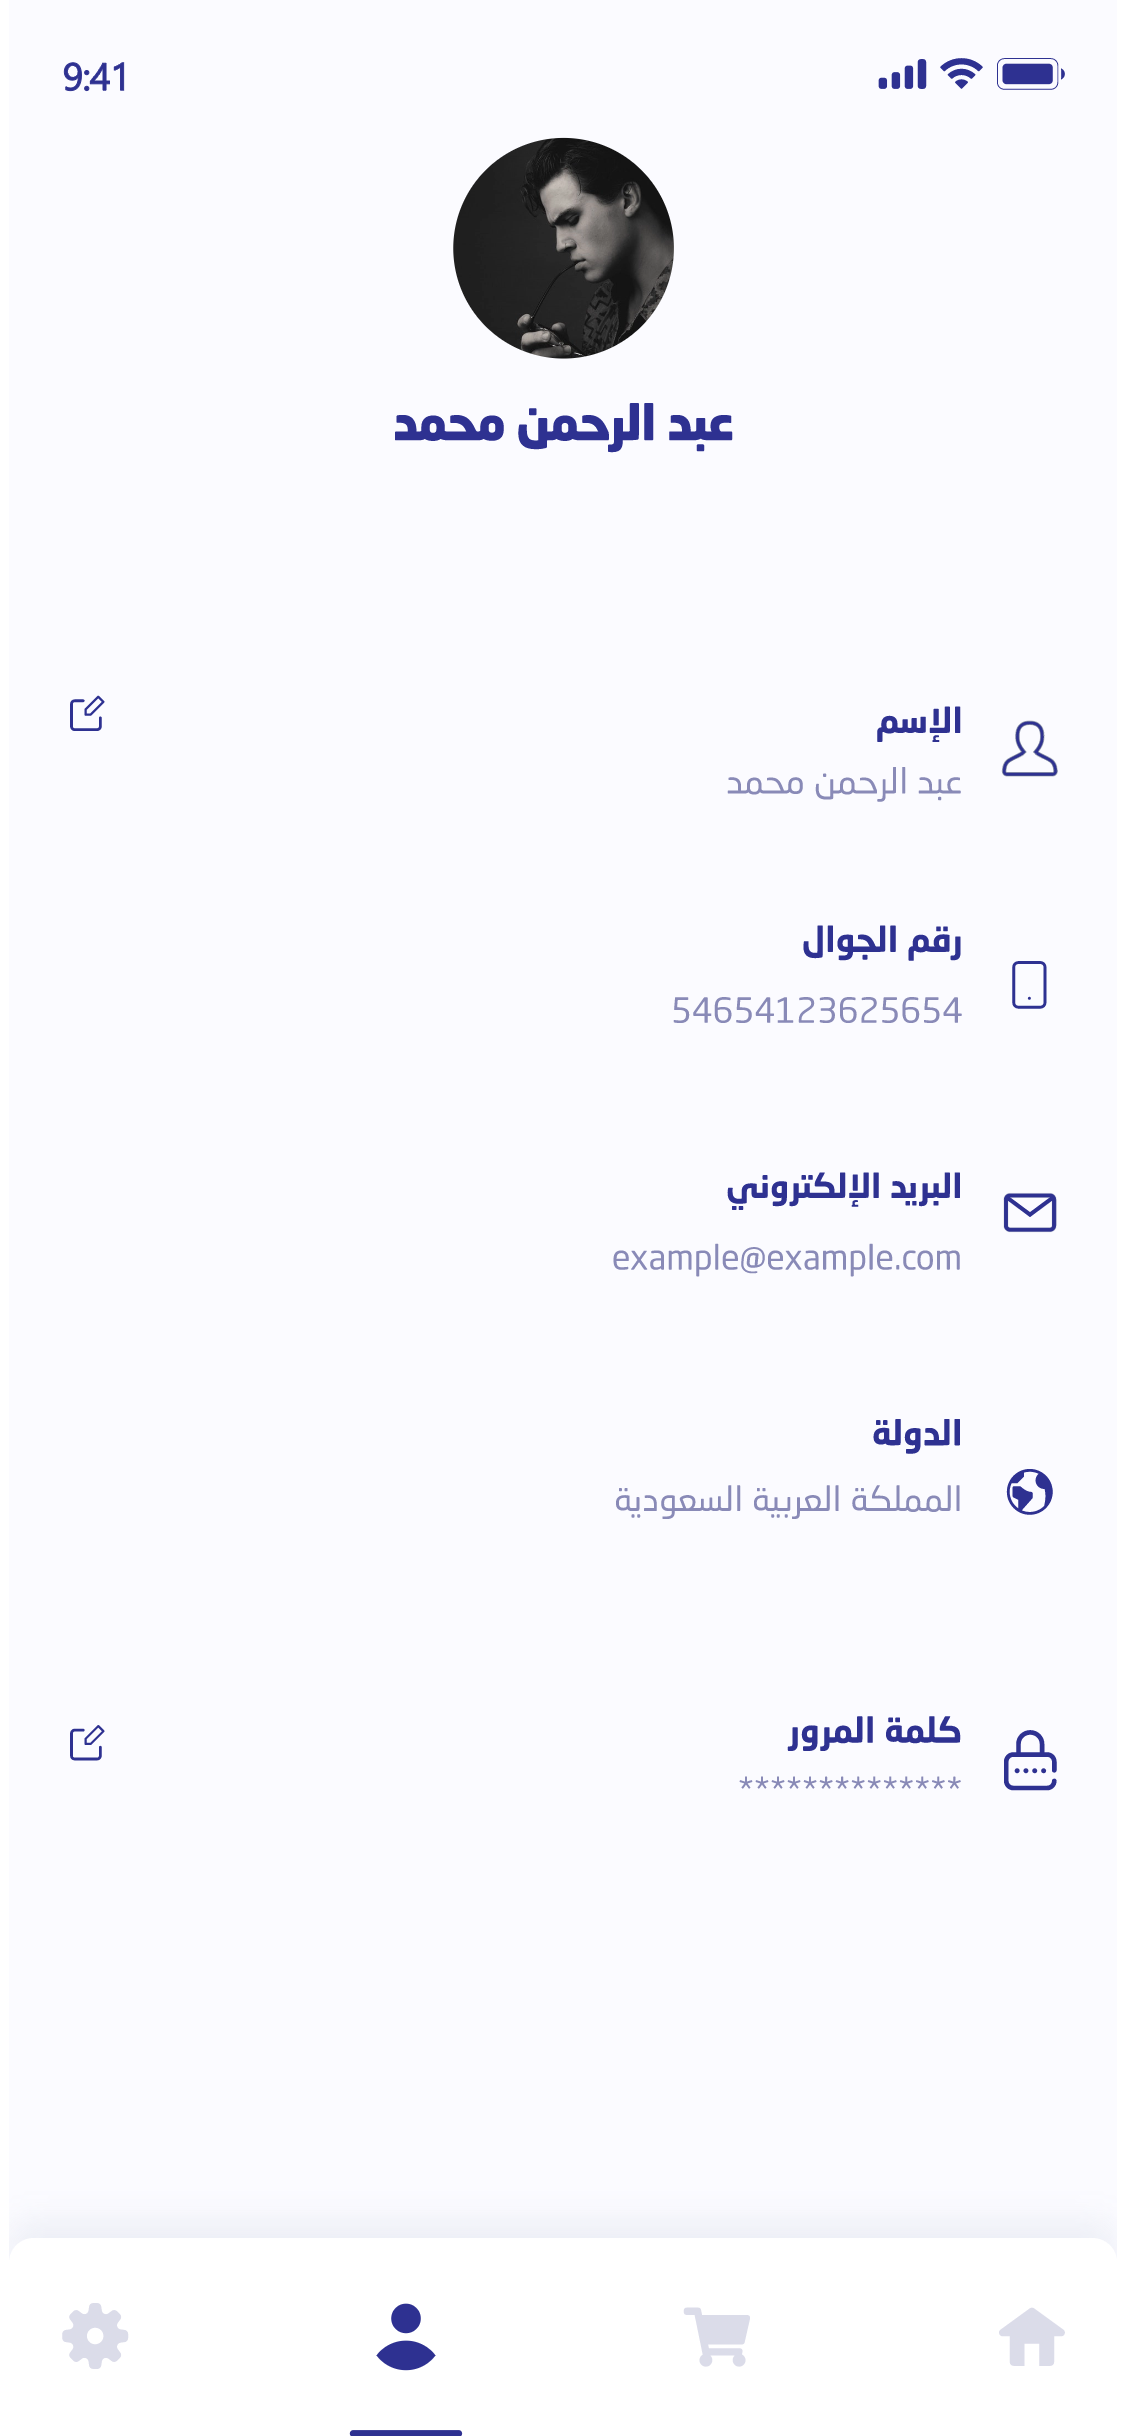 9:41
عبد الرحمن محمد
الإسم
عبد الرحمن محمد
رقم الجوال
54654123625654
البريد الإلكتروني
example@example.com
الدولة
المملكة العربية السعودية
كلمة المرور
**************